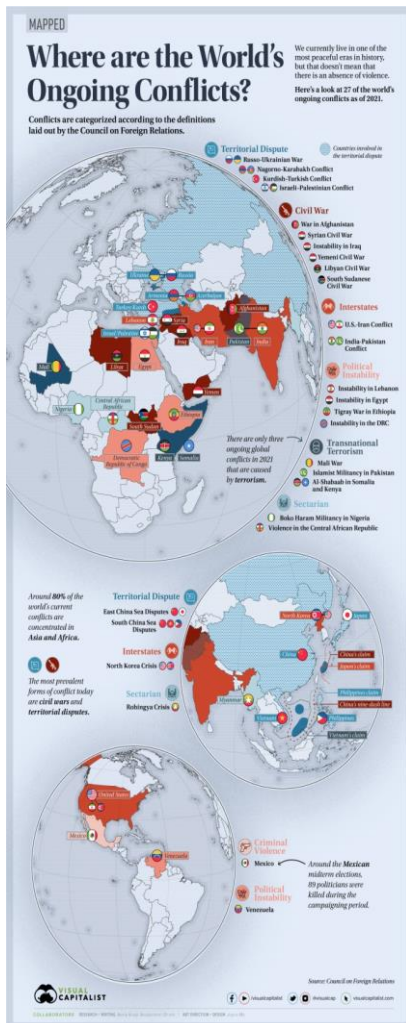 MAPPED
Where are the World's
Ongoing Conflicts?
We currently live in one of the
most peaceful eras in history,
but that doesn't mean that
there is an absence of violence.
Here's a look at 27 of the world's
ongoing conflicts as of 2021.
Conflicts are categorized according to the definitions
laid out by the Council on Foreign Relations.
Territorial Dispute
Countries involved in
the territorial dispute
Russo-Ukrainian War
Nagorno-Karabakh Conflict
Kurdish-Turkish Conflict
Israeli-Palestinian Conflict
Civil War
War in Afghanistan
Syrian Civil War
Instability in Iraq
Yemeni Civil War
Libyan Civil War
South Sudanese
Civil War
Interstates
U.S.-Iran Conflict
India-Pakistan
Conflict
Political
Instability
Instability in Lebanon
Instability in Egypt
Tigray War in Ethiopia
Instability in the DRC
Transnational
Terrorism
Mali War
Islamist Militancy in Pakistan
Al-Shabaab in Somalia
and Kenya
Sectarian
Boko Haram Militancy in Nigeria
Violence in the Central African Republic
There are only three
ongoing global
conflicts in 2021
that are caused
by terrorism.
Ukraine
Russia
Armenia
Azerbaijan
Turkey/Kurds
Lebanon
Syria
Afghanistan
Israel/Palestine
Iraq
Iran
Pakistan
India
Libya
Egypt
Mali
Yemen
Nigeria
Central African
Republic
Ethiopia
South Sudan
Democratic
Republic of Congo
Kenya
Somalia
Around 80% of the
world's current
conflicts are
concentrated in
Asia and Africa.
The most prevalent
forms of conflict today
are civil wars and
territorial disputes.
Territorial Dispute
East China Sea Disputes
South China Sea
Disputes
Interstates
North Korea Crisis
Sectarian
Rohingya Crisis
North Korea
Japan
China
China's claim
Japan's claim
Myanmar
Philippines' claim
China's nine-dash line
Vietnam
Philippines
Vietnam's claim
United States
Mexico
Venezuela
Criminal
Violence
Mexico
Political
Instability
Venezuela
Around the Mexican
midterm elections,
89 politicians were
killed during the
campaigning period.
Source: Council on Foreign Relations
VISUAL
CAPITALIST
/visualcapitalist
@visualcap
visualcapitalist.com
COLLABORATORS